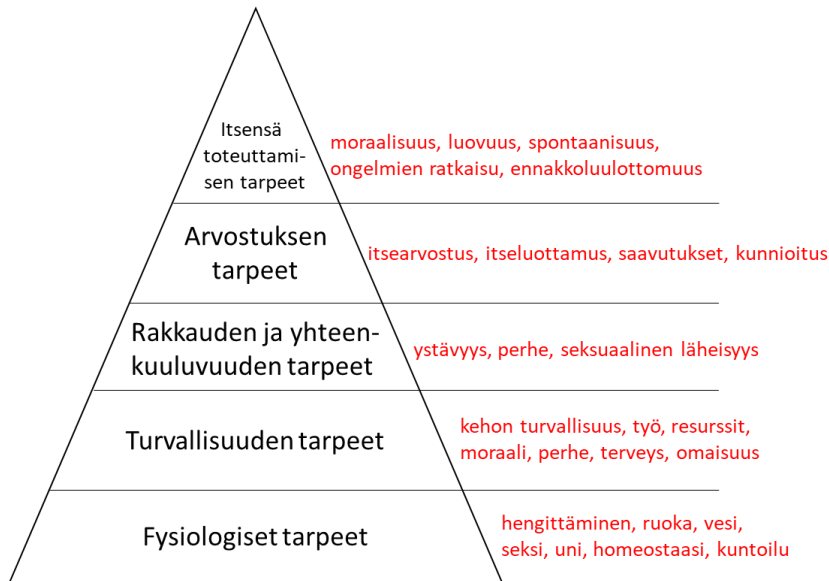 Itsensä
toteuttami-
sen tarpeet
moraalisuus, luovuus, spontaanisuus,
ongelmien ratkaisu, ennakkoluulottomuus
Arvostuksen
tarpeet
itsearvostus, itseluottamus, saavutukset, kunnioitus
Rakkauden ja yhteen-
kuuluvuuden tarpeet
ystävyys, perhe, seksuaalinen läheisyys
Turvallisuuden tarpeet
kehon turvallisuus, työ, resurssit,
moraali, perhe, terveys, omaisuus
Fysiologiset tarpeet
hengittäminen, ruoka, vesi,
seksi, uni, homeostaasi, kuntoilu